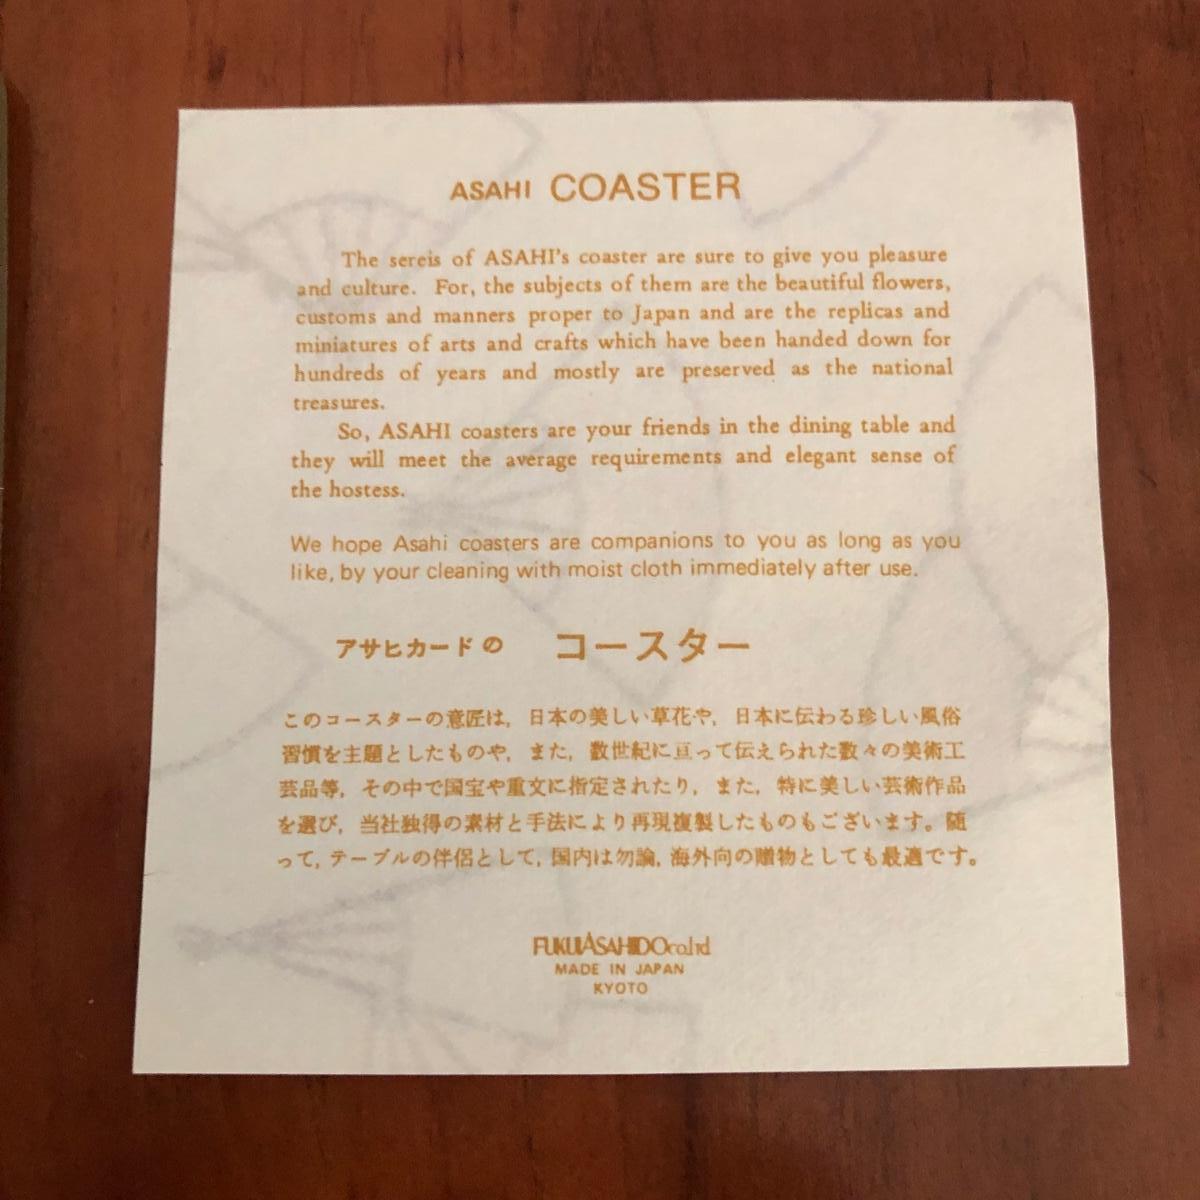 ASAHI COASTER
The sereis of ASAHI's coaster are sure to give you pleasure
and culture. For, the subjects of them are the beautiful flowers,
customs and manners proper to Japan and are the replicas and
miniatures of arts and crafts which have been handed down for
hundreds of years and mostly are preserved as the national
treasures.
So, ASAHI coasters are your friends in the dining table and
they will meet the average requirements and elegant sense of
the hostess.
We hope Asahi coasters are companions to you as long as you
like, by your cleaning with moist cloth immediately after use.
アサヒカードの コースター
このコースターの意匠は，日本の美しい草花や，日本に伝わる珍しい風俗
習慣を主題としたものや，また，数世紀に亘って伝えられた数々の美術工
芸品等，その中で国宝や重文に指定されたり，また，特に美しい芸術作品
を選び，当社独得の素材と手法により再現複製したものもございます。随
って，テーブルの伴侶として，国内は勿論，海外向の贈物としても最適です。
FUKUIASAHIDOco.ltd
MADE IN JAPAN
KYOTO